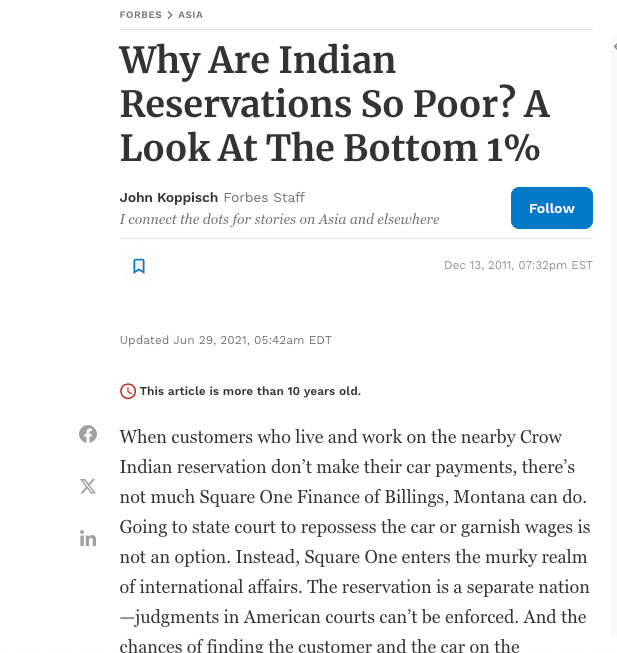 FORBES > ASIA
Why Are Indian
Reservations So Poor? A
Look At The Bottom 1%
John Koppisch Forbes Staff
I connect the dots for stories on Asia and elsewhere
Follow
Dec 13, 2011, 07:32pm EST
Updated Jun 29, 2021, 05:42am EDT
This article is more than 10 years old.
When customers who live and work on the nearby Crow
Indian reservation don’t make their car payments, there’s
not much Square One Finance of Billings, Montana can do.
Going to state court to repossess the car or garnish wages is
not an option. Instead, Square One enters the murky realm
of international affairs. The reservation is a separate nation
—judgments in American courts can’t be enforced. And the
chances of finding the customer and the car on the